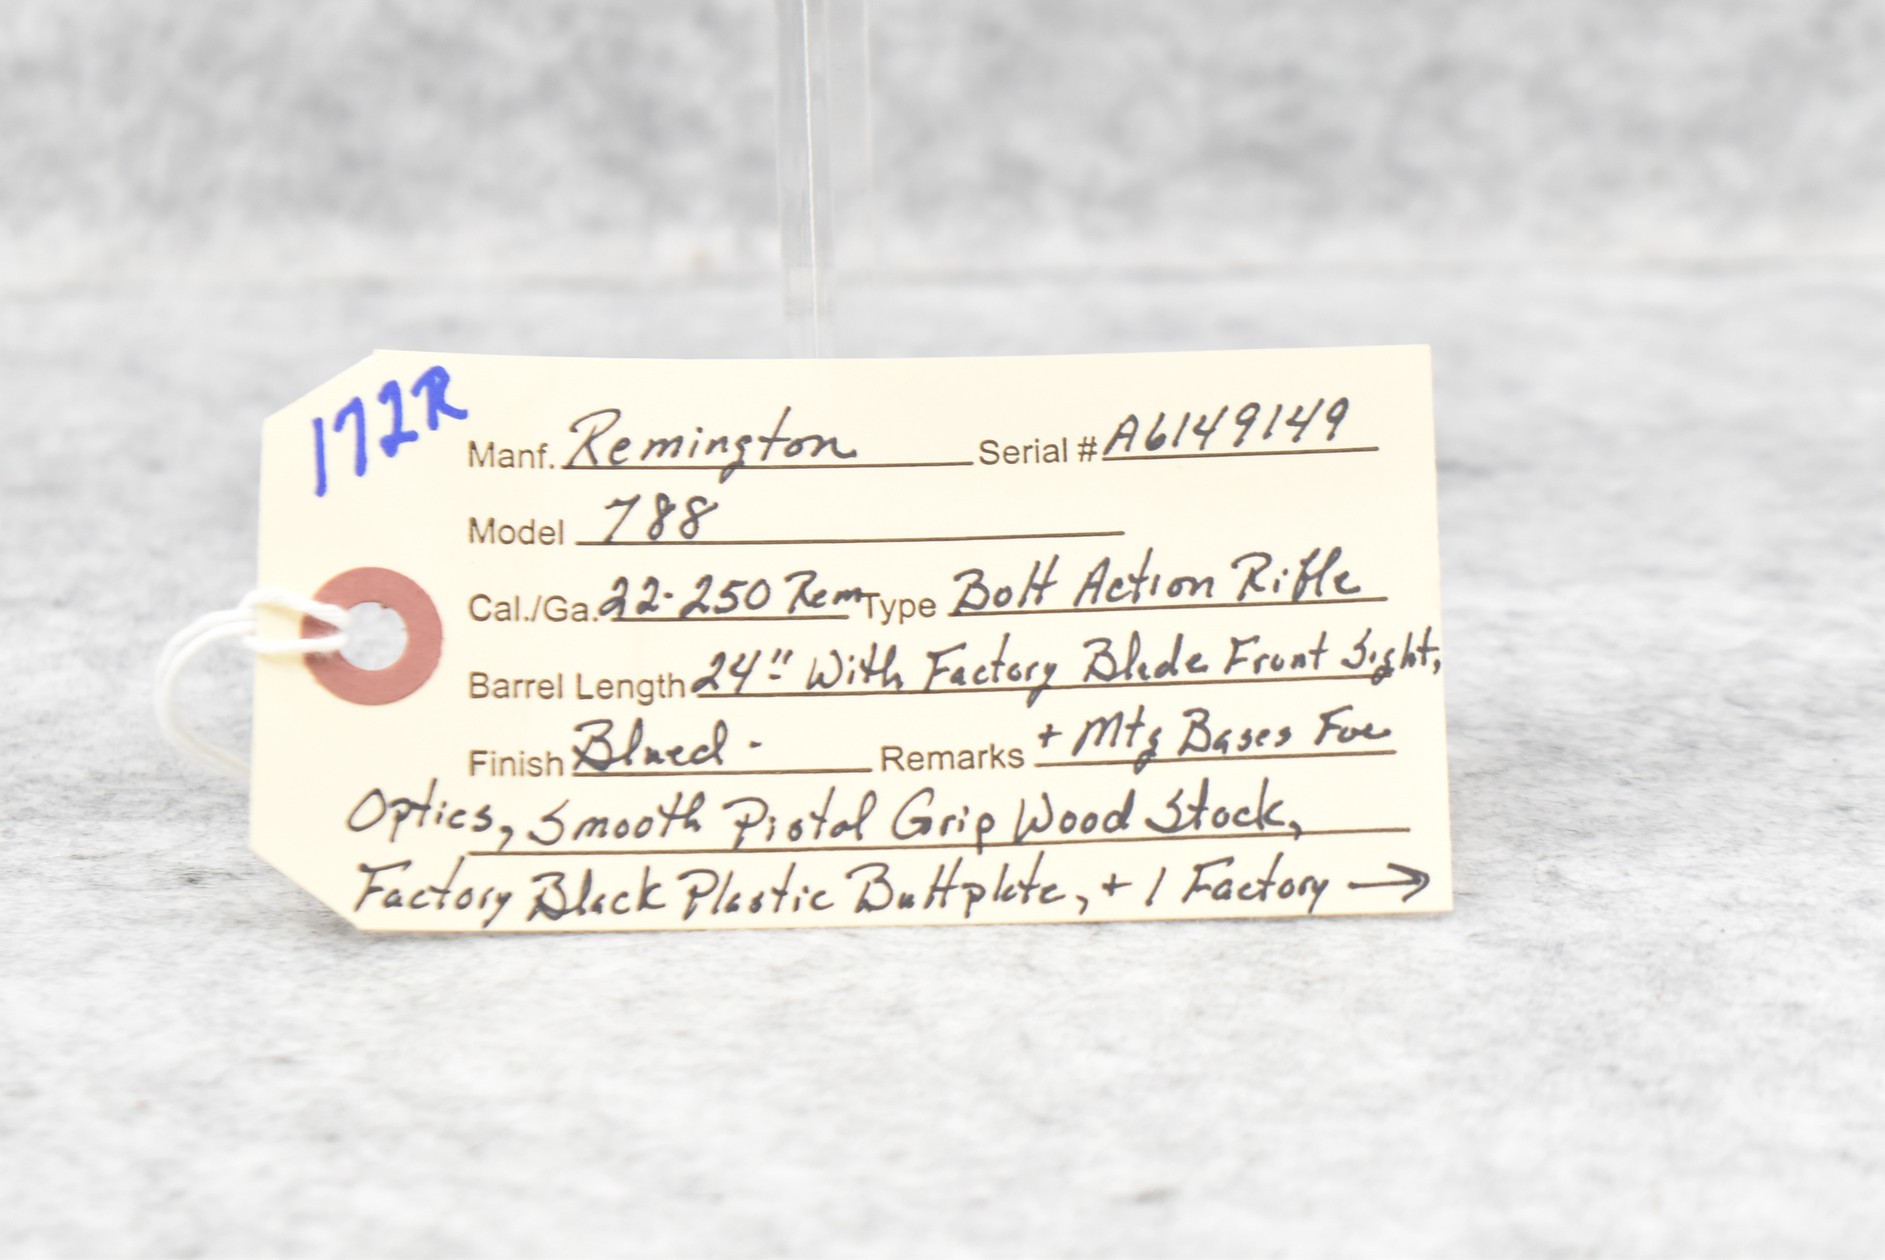 172R
Manf. Remington Serial # A6149149
Model 788
Cal./Ga. 22-250 Rem Type Bolt Action Rifle
Barrel Length 24" With Factory Blade Front Sight,
Finish Blued - Remarks + Mtg Bases For
Optics, Smooth Pistol Grip Wood Stock,
Factory Black Plastic Buttplate, + 1 Factory →